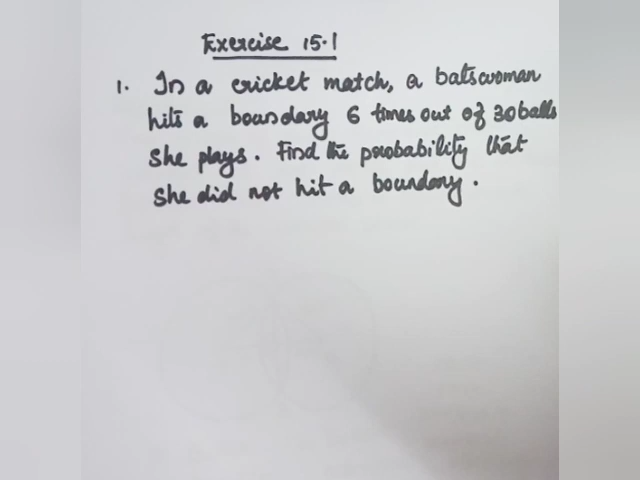 Exercise 15.1
1. In a cricket match, a batswoman
hits a boundary 6 times out of 30 balls
She plays. Find the probability that
She did not hit a boundary.